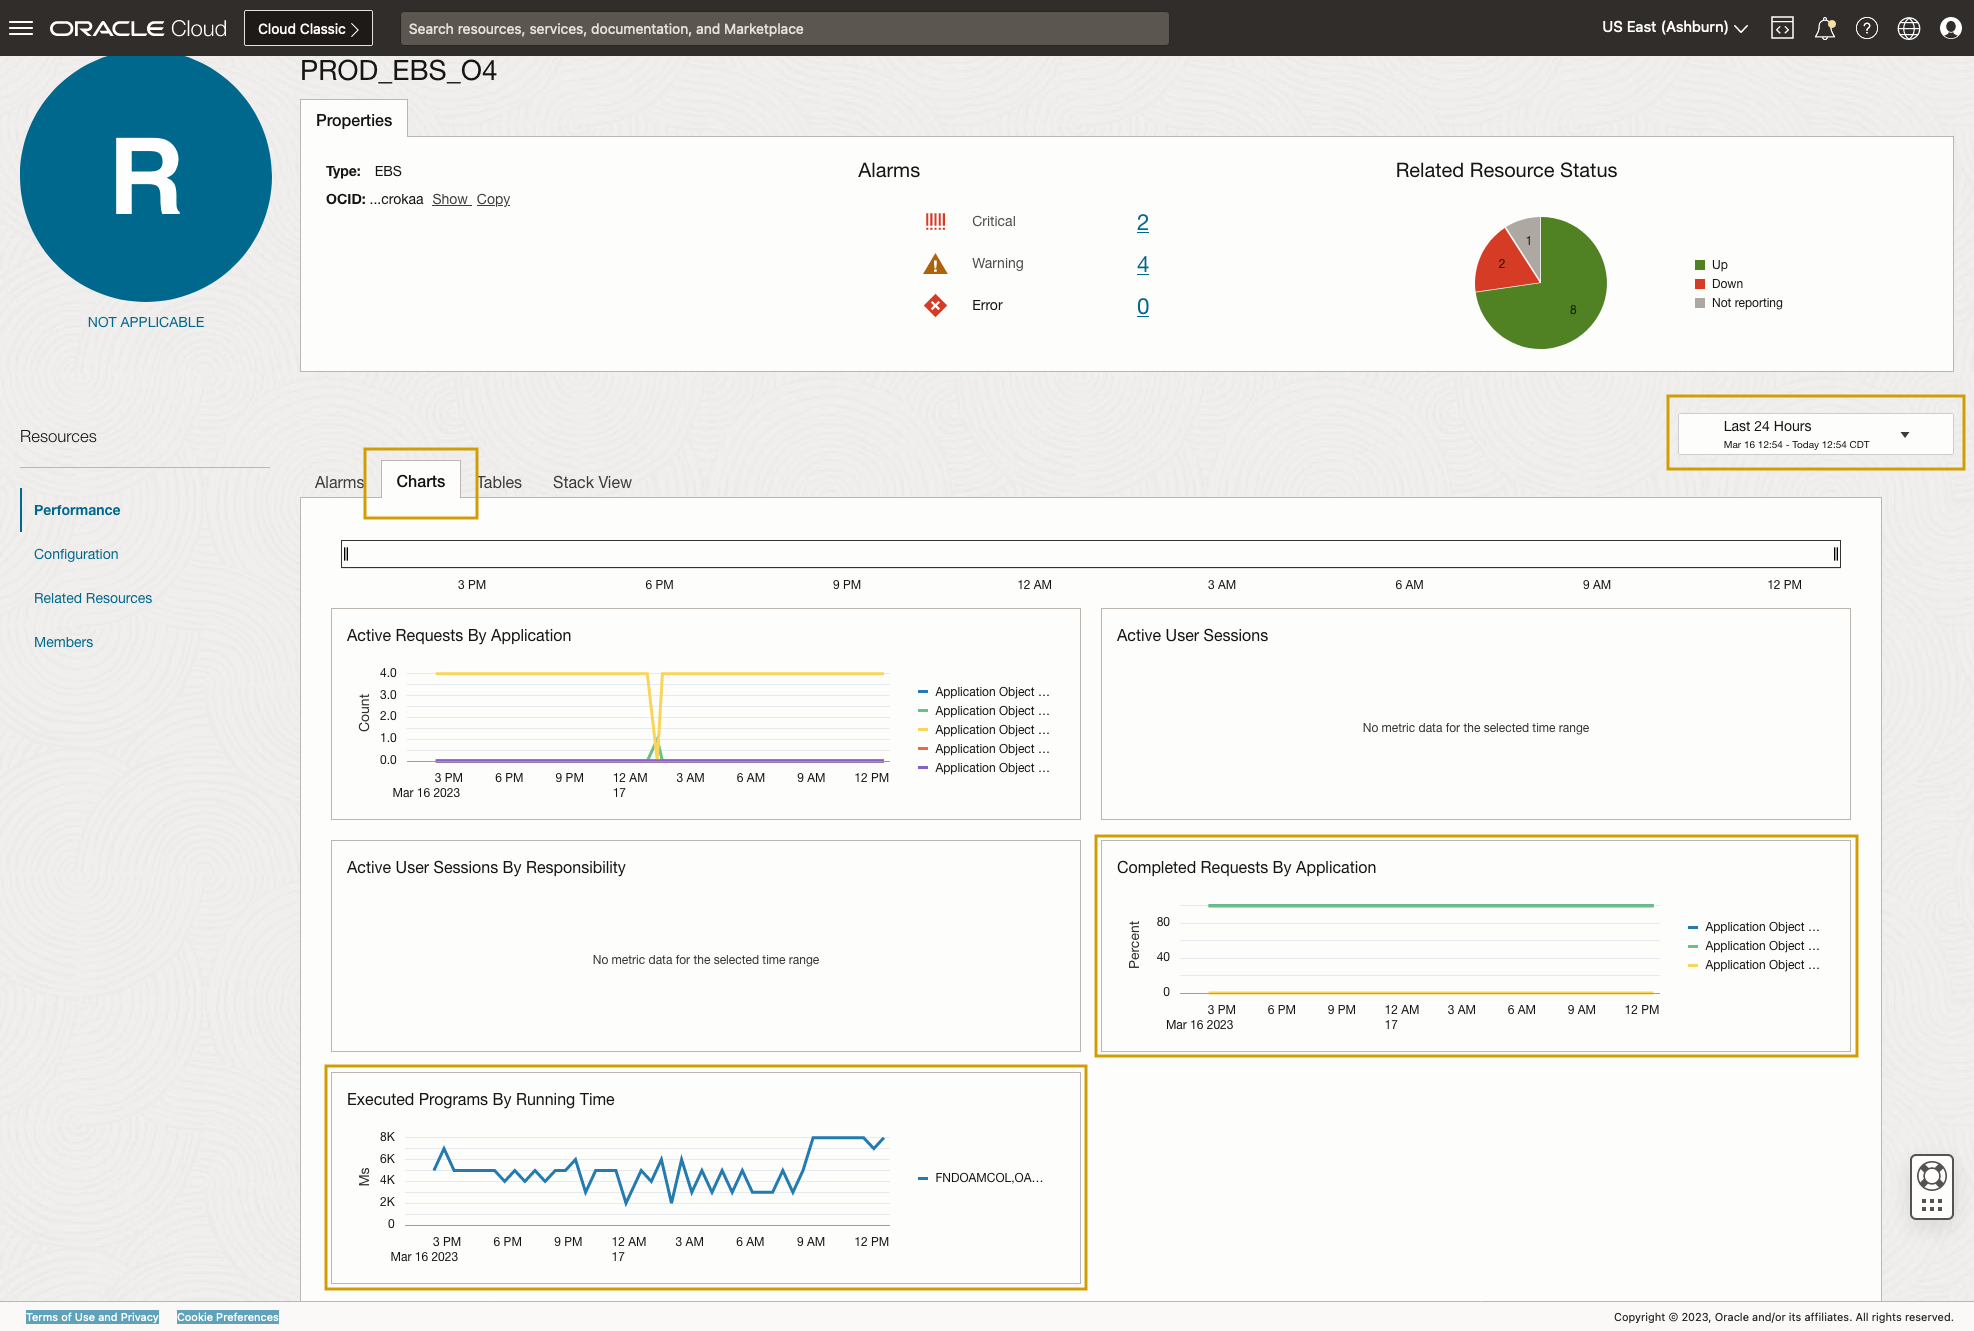 ORACLE Cloud
Cloud Classic
Search resources, services, documentation, and Marketplace
US East (Ashburn)
PROD_EBS_O4
R
NOT APPLICABLE
Properties
Type: EBS
OCID: ...crokaa Show Copy
Alarms
Critical 2
Warning 4
Error 0
Related Resource Status
1
2
8
Up
Down
Not reporting
Last 24 Hours
Mar 16 12:54 - Today 12:54 CDT
Resources
Performance
Configuration
Related Resources
Members
Alarms Charts Tables Stack View
3 PM 6 PM 9 PM 12 AM 3 AM 6 AM 9 AM 12 PM
Active Requests By Application
Count
4.0
3.0
2.0
1.0
0.0
3 PM 6 PM 9 PM 12 AM 3 AM 6 AM 9 AM 12 PM
Mar 16 2023 17
Application Object ...
Application Object ...
Application Object ...
Application Object ...
Application Object ...
Active User Sessions
No metric data for the selected time range
Active User Sessions By Responsibility
No metric data for the selected time range
Completed Requests By Application
Percent
80
40
0
3 PM 6 PM 9 PM 12 AM 3 AM 6 AM 9 AM 12 PM
Mar 16 2023 17
Application Object ...
Application Object ...
Application Object ...
Executed Programs By Running Time
Ms
8K
6K
4K
2K
0
3 PM 6 PM 9 PM 12 AM 3 AM 6 AM 9 AM 12 PM
Mar 16 2023 17
FNDOAMCOL,OA...
Terms of Use and Privacy Cookie Preferences
Copyright © 2023, Oracle and/or its affiliates. All rights reserved.